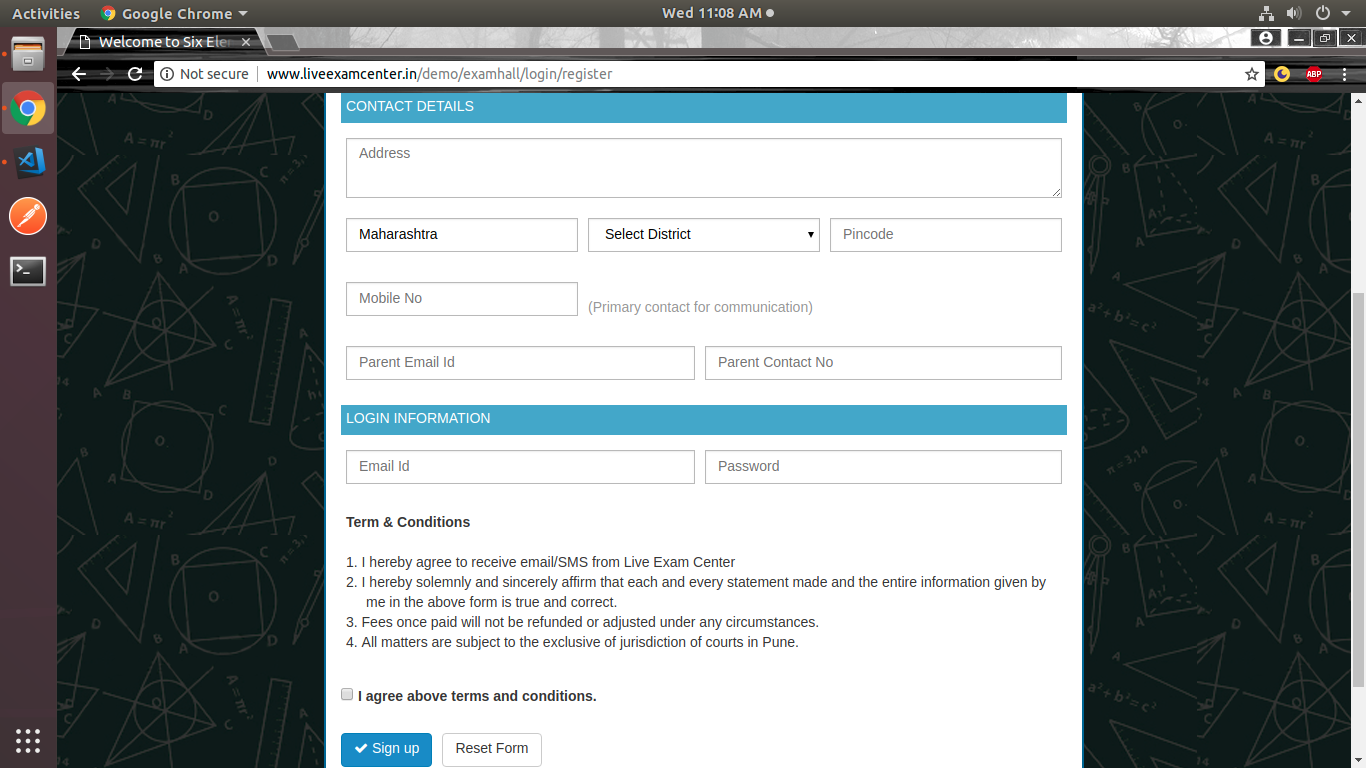 Activities Google Chrome Wed 11:08 AM
Welcome to Six Ele
Not secure www.liveexamcenter.in/demo/examhall/login/register
ABP
CONTACT DETAILS
Address
Maharashtra Select District Pincode
Mobile No (Primary contact for communication)
Parent Email Id Parent Contact No
LOGIN INFORMATION
Email Id Password
Term & Conditions
1. I hereby agree to receive email/SMS from Live Exam Center
2. I hereby solemnly and sincerely affirm that each and every statement made and the entire information given by
me in the above form is true and correct.
3. Fees once paid will not be refunded or adjusted under any circumstances.
4. All matters are subject to the exclusive of jurisdiction of courts in Pune.
I agree above terms and conditions.
Sign up Reset Form